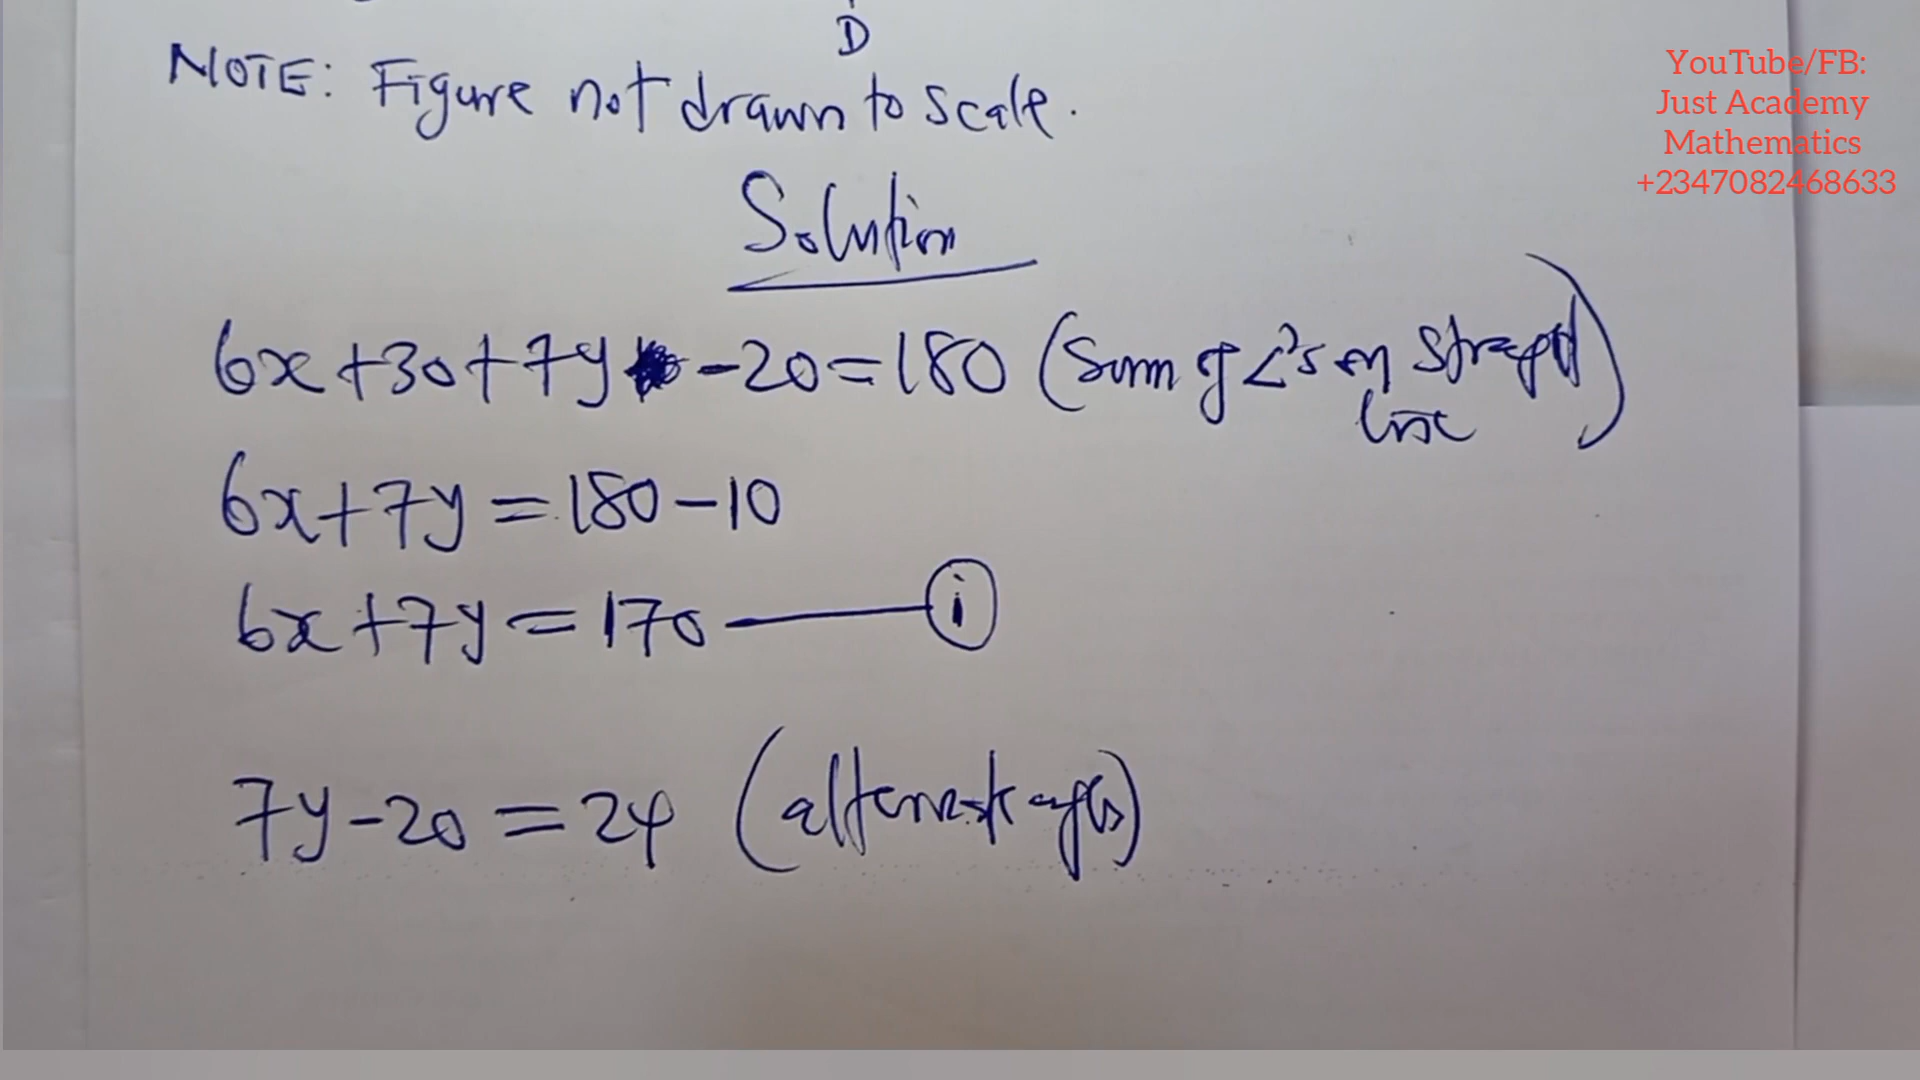 D
NOTE: Figure not drawn to scale.
Solution
6x+30+7y -20=180 (Sum of <'s on straight line)
6x+7y=180-10
6x+7y=170 — i
7y-20=24 (alternate angles)
YouTube/FB:
Just Academy
Mathematics
+2347082468633